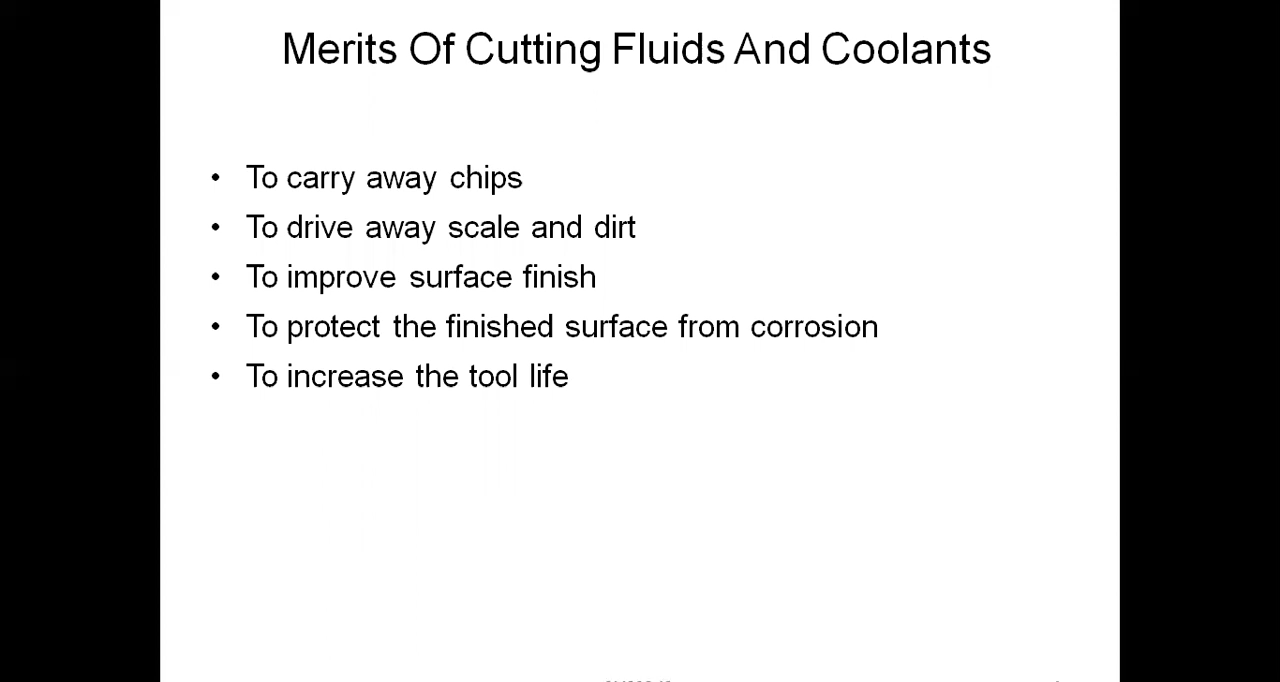 Merits Of Cutting Fluids And Coolants
• To carry away chips
• To drive away scale and dirt
• To improve surface finish
• To protect the finished surface from corrosion
• To increase the tool life